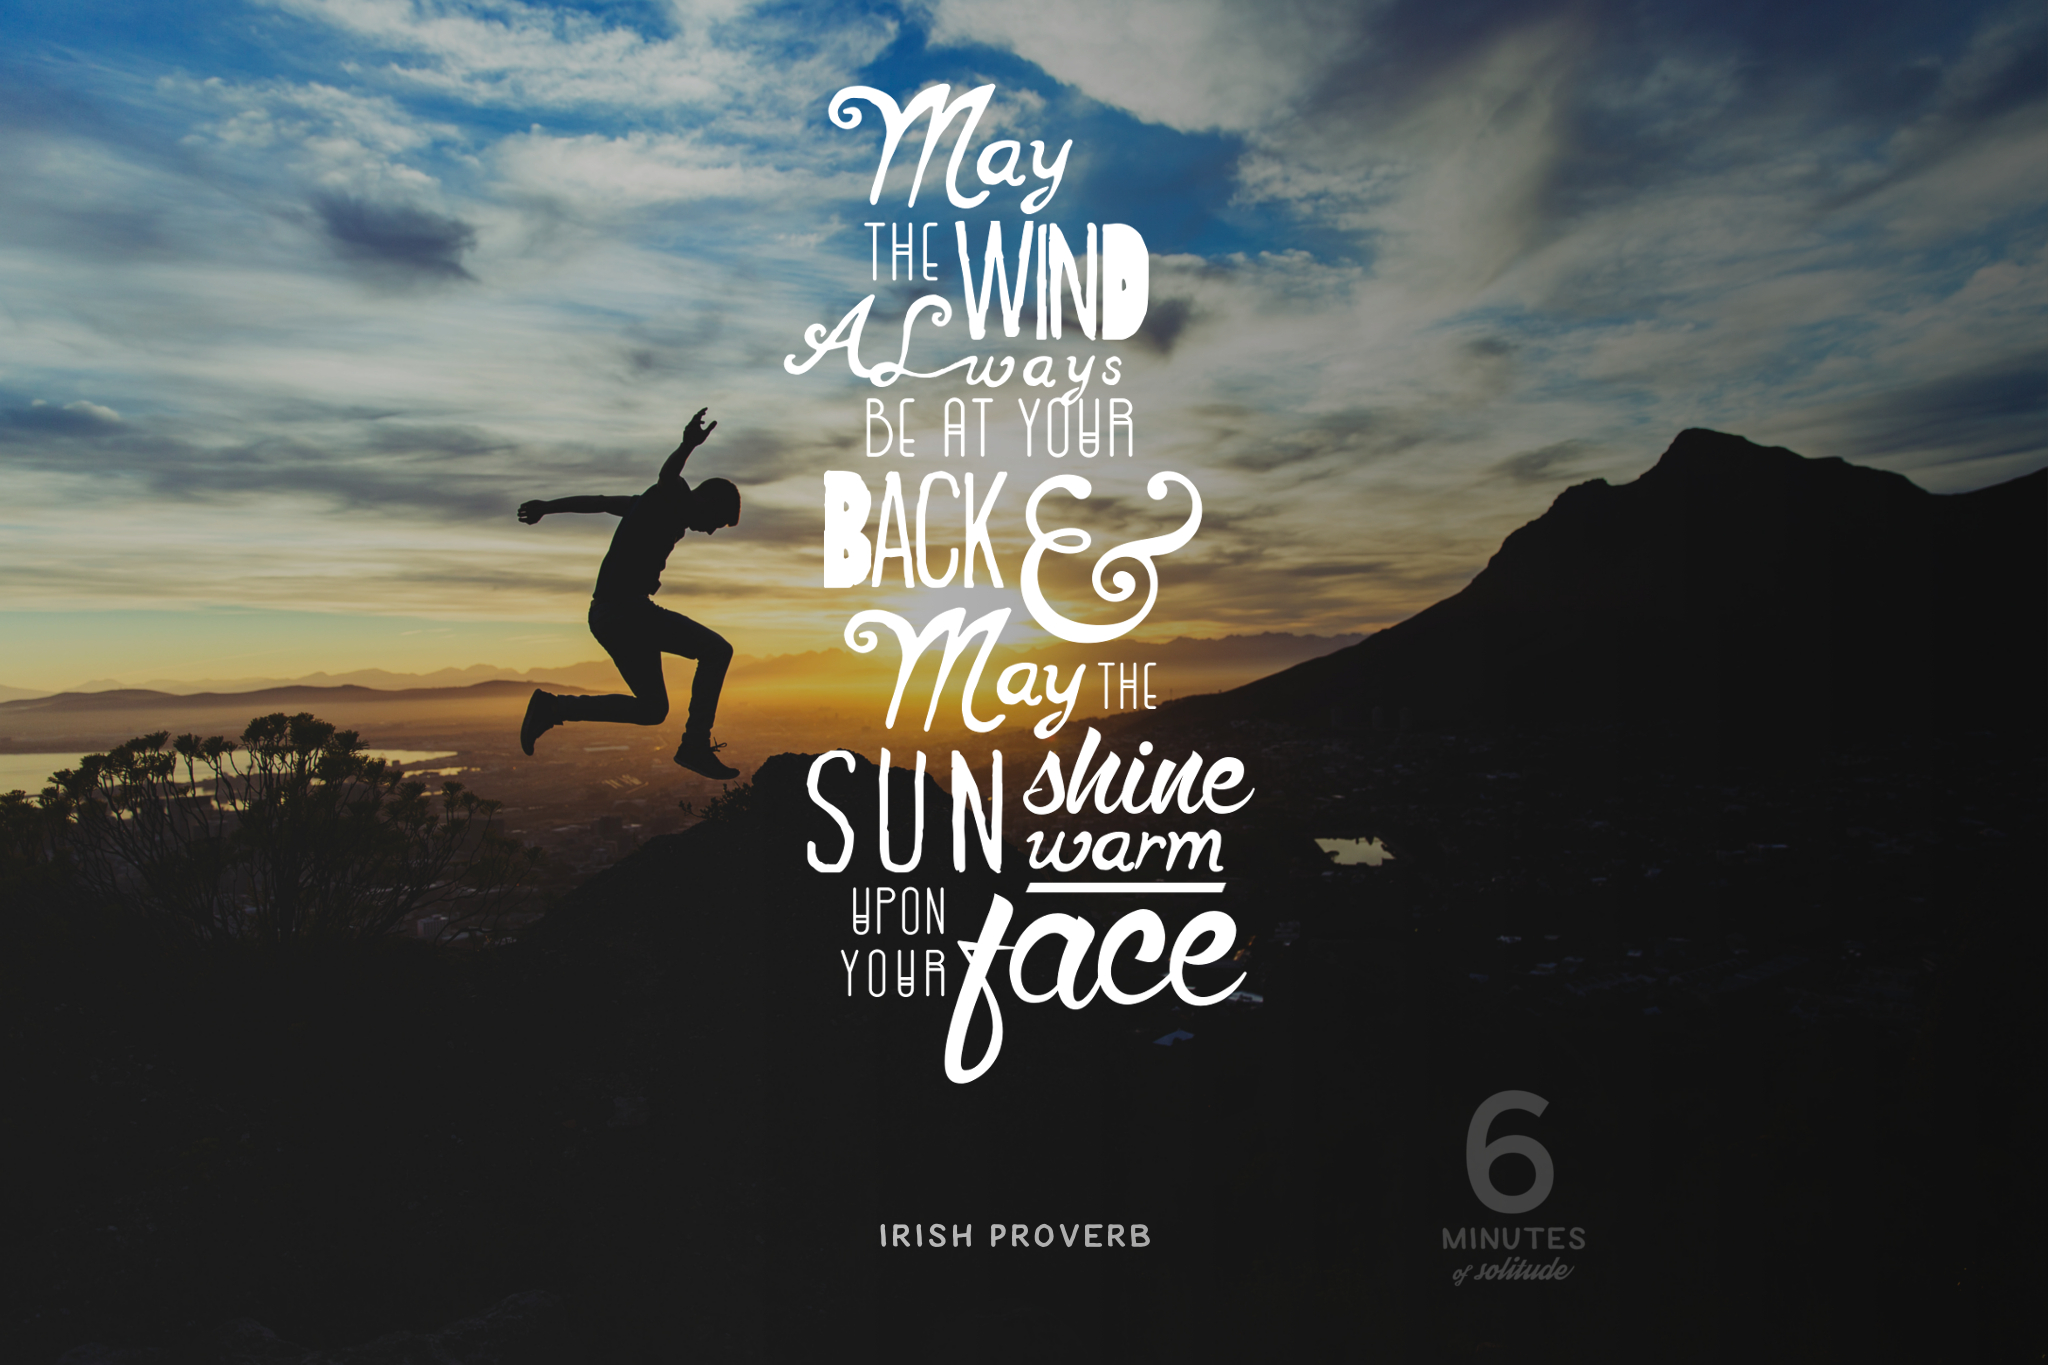 May
THE WIND
ALways
BE AT YOUR
BACK &
May THE
SUN shine
warm
UPON
YOUR face
IRISH PROVERB
6
MINUTES
of solitude